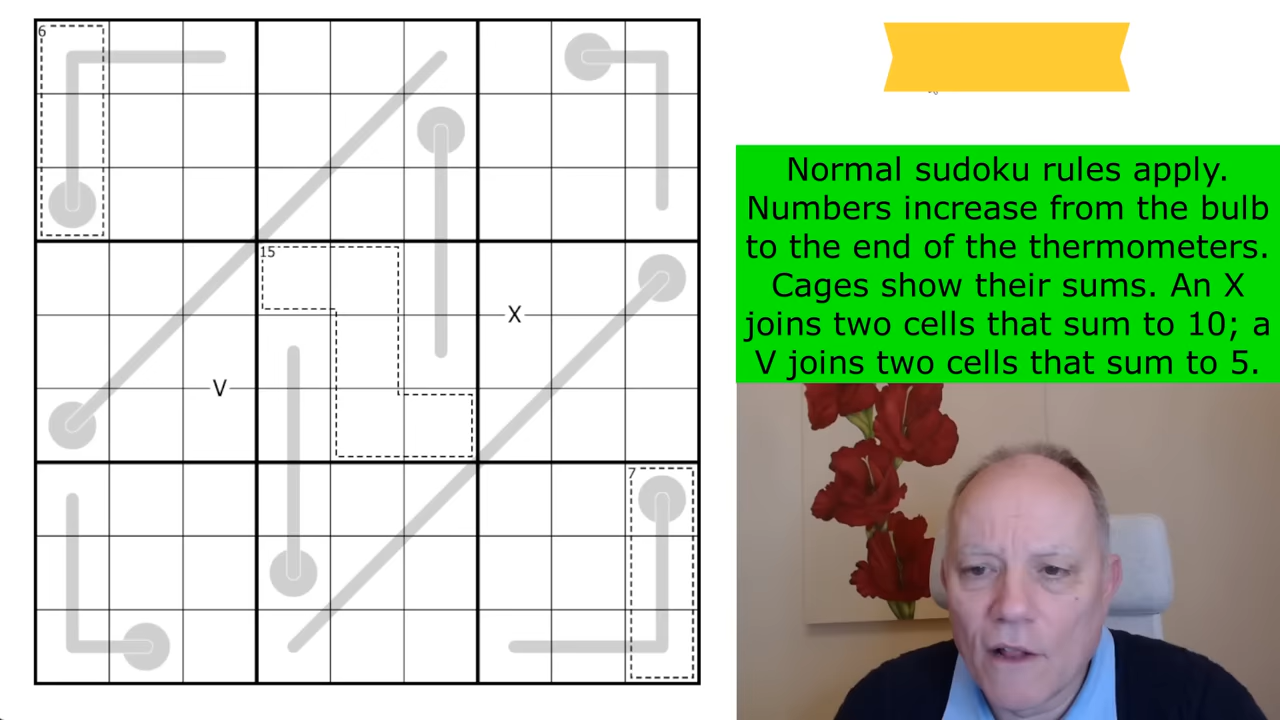 6
15
X
V
7
Normal sudoku rules apply.
Numbers increase from the bulb
to the end of the thermometers.
Cages show their sums. An X
joins two cells that sum to 10; a
V joins two cells that sum to 5.